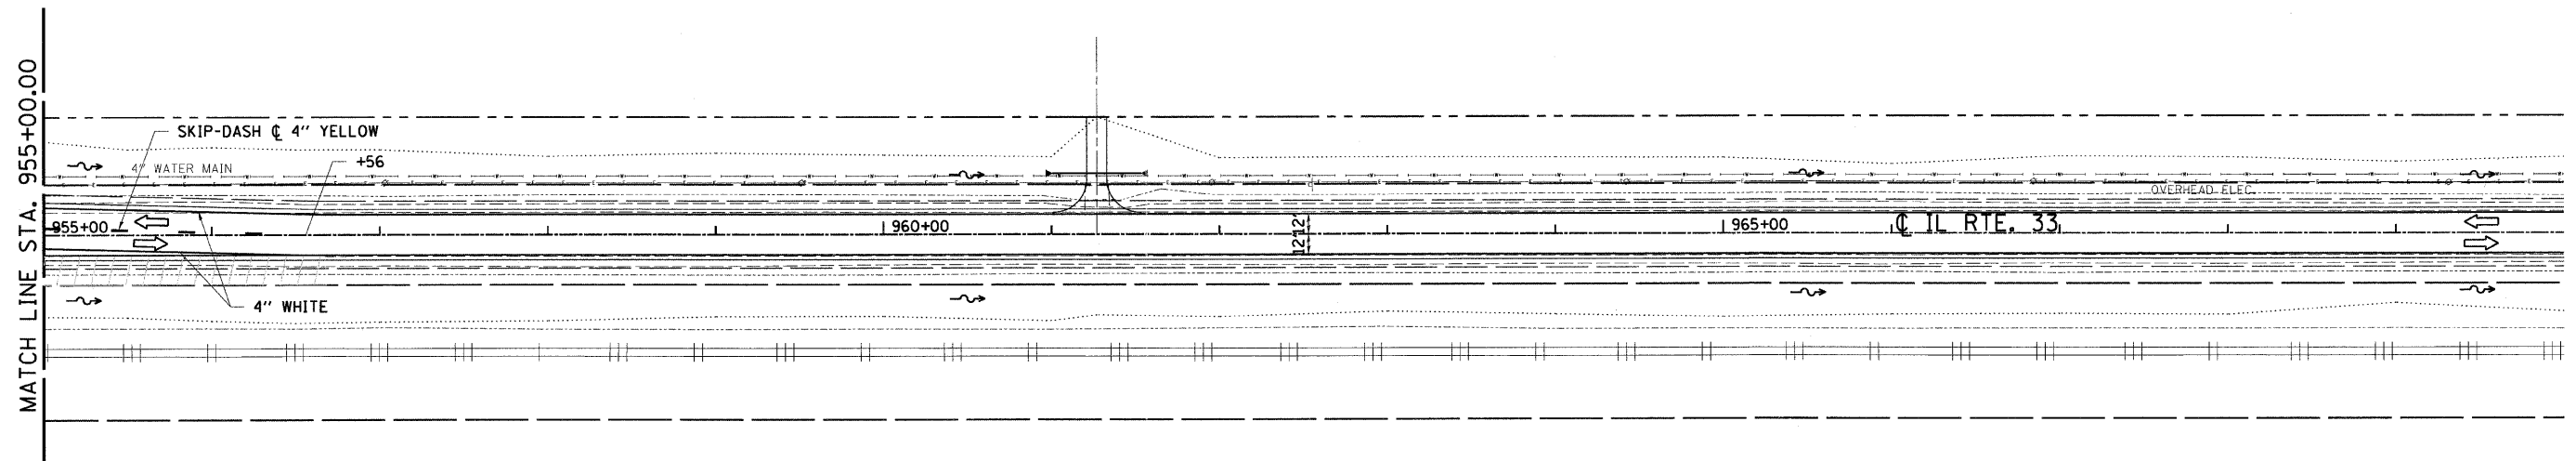 MATCH LINE STA. 955+00.00
SKIP-DASH ℄ 4" YELLOW
4" WATER MAIN
+56
OVERHEAD ELEC.
955+00
960+00
12'
12'
965+00
℄ IL RTE. 33
4" WHITE